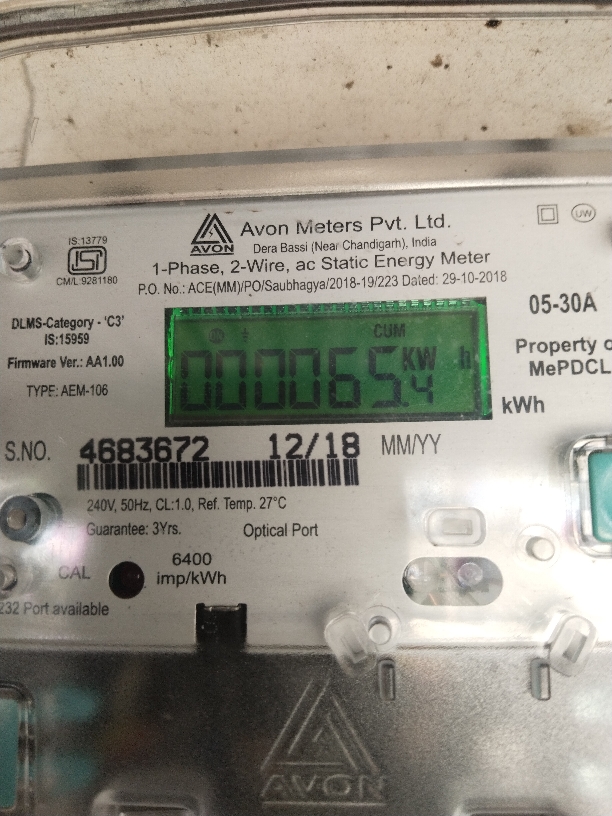 Avon Meters Pvt. Ltd.
AVON
Dera Bassi (Near Chandigarh), India
UW
IS:13779
ISI
CM/L:9281180
1-Phase, 2-Wire, ac Static Energy Meter
P.O. No.: ACE(MM)/PO/Saubhagya/2018-19/223 Dated: 29-10-2018
05-30A
DLMS-Category - 'C3'
IS:15959
Firmware Ver.: AA1.00
TYPE: AEM-106
CUM
KW h
000065.4
kWh
Property
MePDCL
S.NO. 4683672 12/18 MM/YY
240V, 50Hz, CL:1.0, Ref. Temp. 27°C
Guarantee: 3Yrs. Optical Port
CAL
6400
imp/kWh
232 Port available
AVON